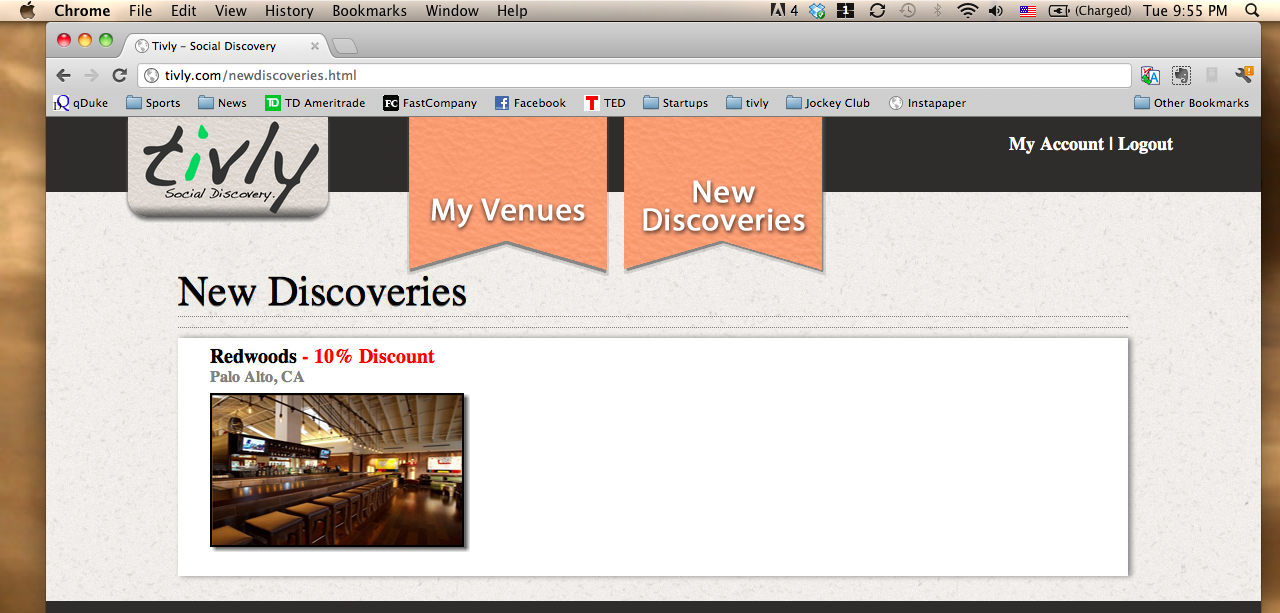 Chrome File Edit View History Bookmarks Window Help 4 1 (Charged) Tue 9:55 PM
Tivly – Social Discovery
tivly.com/newdiscoveries.html
qDuke Sports News TD Ameritrade FastCompany Facebook TED Startups tivly Jockey Club Instapaper Other Bookmarks
tivly
Social Discovery.
My Venues
New
Discoveries
My Account | Logout
New Discoveries
Redwoods - 10% Discount
Palo Alto, CA